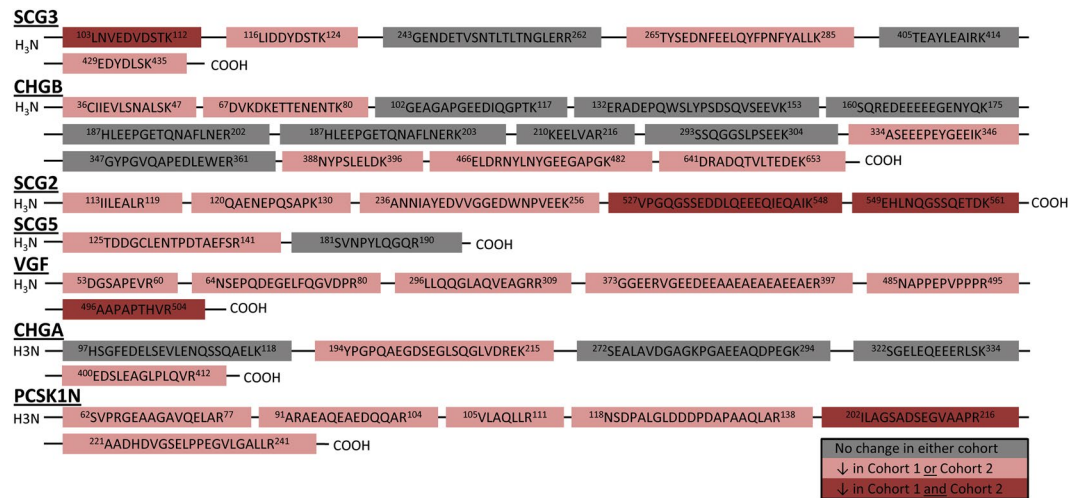 SCG3
H₃N ¹⁰³LNVEDVDSTK¹¹² ¹¹⁶LIDDYDSTK¹²⁴ ²⁴³GENDETVSNTLTLTNGLERR²⁶² ²⁶⁵TYSEDNFEELQYFPNFYALLK²⁸⁵ ⁴⁰⁵TEAYLEAIRK⁴¹⁴
⁴²⁹EDYDLSK⁴³⁵ COOH
CHGB
H₃N ³⁶CIIEVLSNALSK⁴⁷ ⁶⁷DVKDKETTENENTK⁸⁰ ¹⁰²GEAGAPGEEDIQGPTK¹¹⁷ ¹³²ERADEPQWSLYPSDSQVSEEVK¹⁵³ ¹⁶⁰SQREDEEEEEGENYQK¹⁷⁵
¹⁸⁷HLEEPGETQNAFLNER²⁰² ¹⁸⁷HLEEPGETQNAFLNERK²⁰³ ²¹⁰KEELVAR²¹⁶ ²⁹³SSQGGSLPSEEK³⁰⁴ ³³⁴ASEEEPEYGEEIK³⁴⁶
³⁴⁷GYPGVQAPEDLEWER³⁶¹ ³⁸⁸NYPSLELDK³⁹⁶ ⁴⁶⁶ELDRNYLNYGEEGAPGK⁴⁸² ⁶⁴¹DRADQTVLTEDEK⁶⁵³ COOH
SCG2
H₃N ¹¹³IILEALR¹¹⁹ ¹²⁰QAENEPQSAPK¹³⁰ ²³⁶ANNIAYEDVVGGEDWNPVEEK²⁵⁶ ⁵²⁷VPGQGSSEDDLQEEEQIEQAIK⁵⁴⁸ ⁵⁴⁹EHLNQGSSQETDK⁵⁶¹ COOH
SCG5
H₃N ¹²⁵TDDGCLENTPDTAEFSR¹⁴¹ ¹⁸¹SVNPYLQGQR¹⁹⁰ COOH
VGF
H₃N ⁵³DGSAPEVR⁶⁰ ⁶⁴NSEPQDEGELFQGVDPR⁸⁰ ²⁹⁶LLQQGLAQVEAGRR³⁰⁹ ³⁷³GGEERVGEEDEEAAEAEAEAEEAER³⁹⁷ ⁴⁸⁵NAPPEPVPPPR⁴⁹⁵
⁴⁹⁶AAPAPTHVR⁵⁰⁴ COOH
CHGA
H3N ⁹⁷HSGFEDELSEVLENQSSQAELK¹¹⁸ ¹⁹⁴YPGPQAEGDSEGLSQGLVDREK²¹⁵ ²⁷²SEALAVDGAGKPGAEEAQDPEGK²⁹⁴ ³²²SGELEQEEERLSK³³⁴
⁴⁰⁰EDSLEAGLPLQVR⁴¹² COOH
PCSK1N
H3N ⁶²SVPRGEAAGAVQELAR⁷⁷ ⁹¹ARAEAQEAEDQQAR¹⁰⁴ ¹⁰⁵VLAQLLR¹¹¹ ¹¹⁸NSDPALGLDDDPDAPAAQLAR¹³⁸ ²⁰²ILAGSADSEGVAAPR²¹⁶
²²¹AADHDVGSELPPEGVLGALLR²⁴¹ COOH
No change in either cohort
↓ in Cohort 1 or Cohort 2
↓ in Cohort 1 and Cohort 2